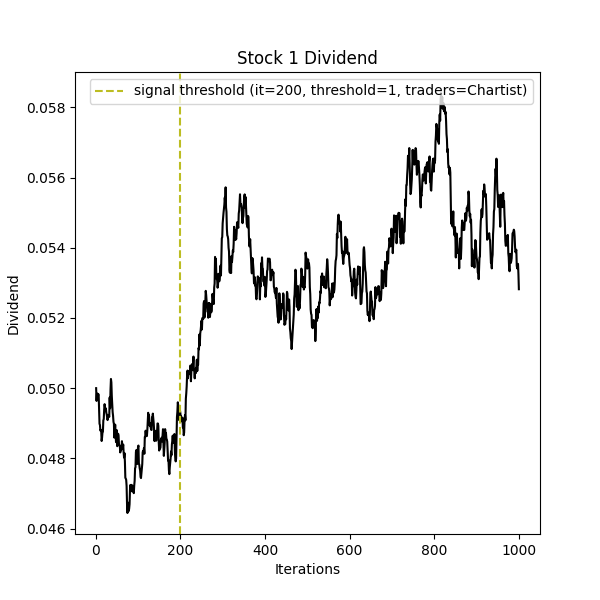 Stock 1 Dividend
signal threshold (it=200, threshold=1, traders=Chartist)
0.058
0.056
0.054
0.052
0.050
0.048
0.046
Dividend
0 200 400 600 800 1000
Iterations